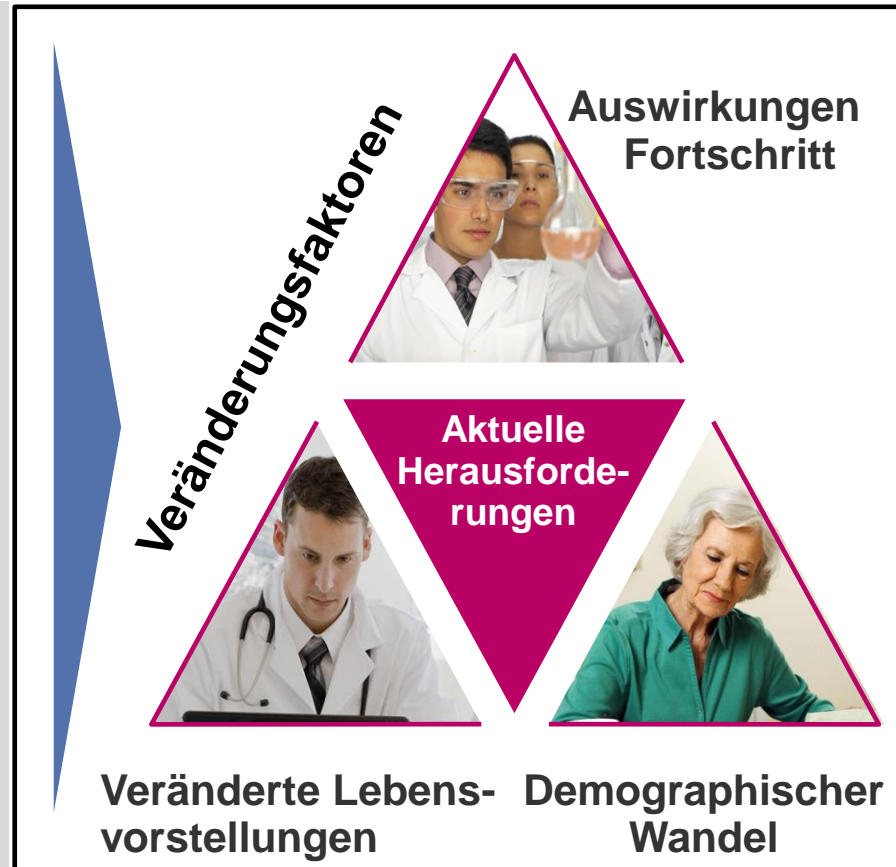 Auswirkungen
Fortschritt
Veränderungsfaktoren
Aktuelle
Herausforde-
rungen
Veränderte Lebens-
vorstellungen
Demographischer
Wandel